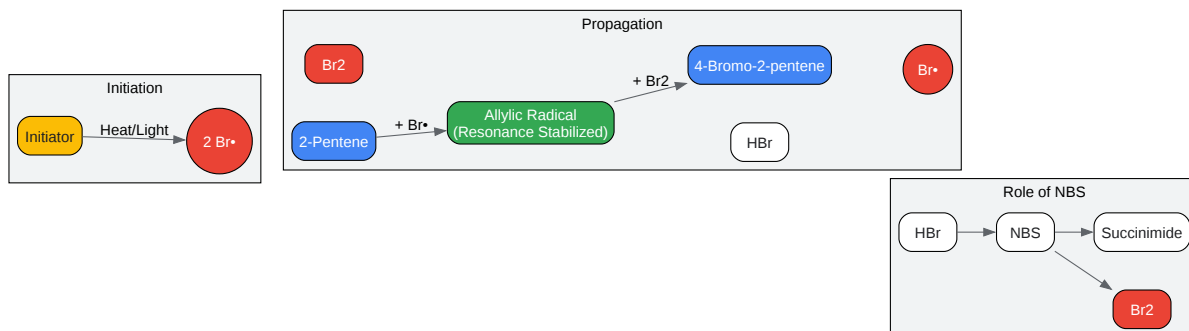 Initiation
Initiator
Heat/Light
2 Br•
Propagation
Br2
2-Pentene
+ Br•
Allylic Radical
(Resonance Stabilized)
+ Br2
4-Bromo-2-pentene
HBr
Br•
Role of NBS
HBr
NBS
Succinimide
Br2